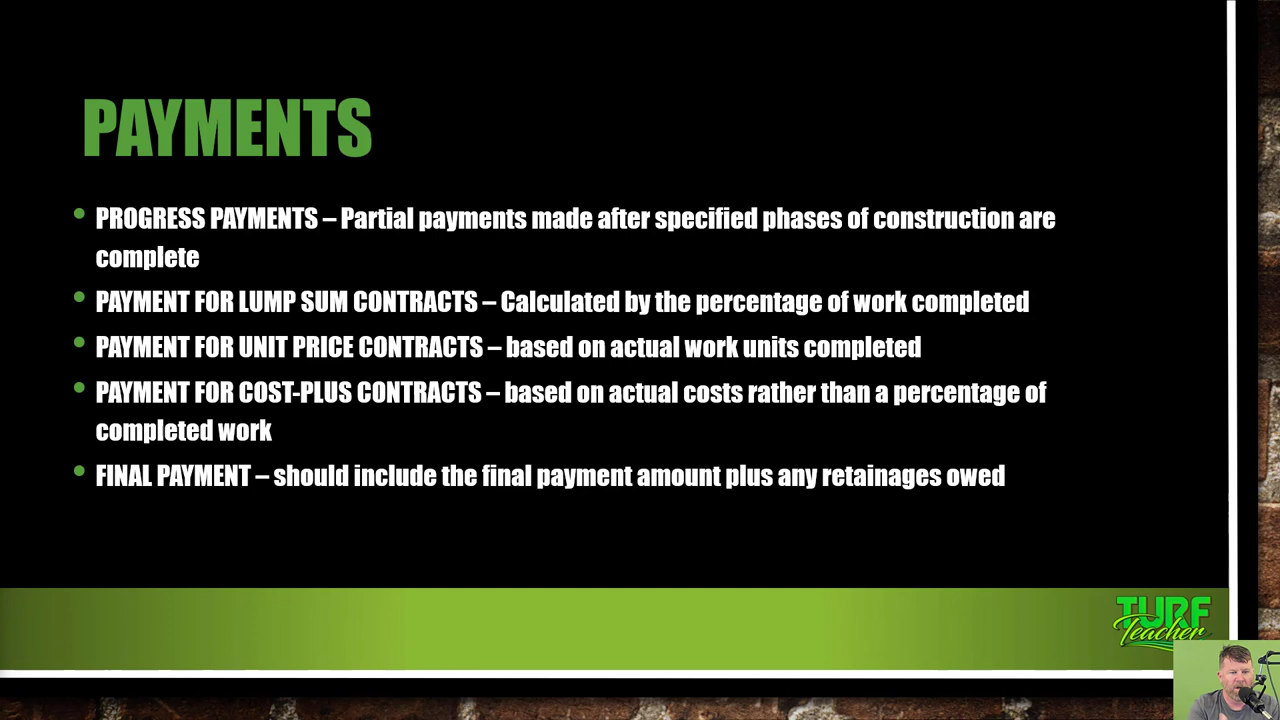 PAYMENTS
PROGRESS PAYMENTS – Partial payments made after specified phases of construction are
complete
PAYMENT FOR LUMP SUM CONTRACTS – Calculated by the percentage of work completed
PAYMENT FOR UNIT PRICE CONTRACTS – based on actual work units completed
PAYMENT FOR COST-PLUS CONTRACTS – based on actual costs rather than a percentage of
completed work
FINAL PAYMENT – should include the final payment amount plus any retainages owed
TURF
Teacher